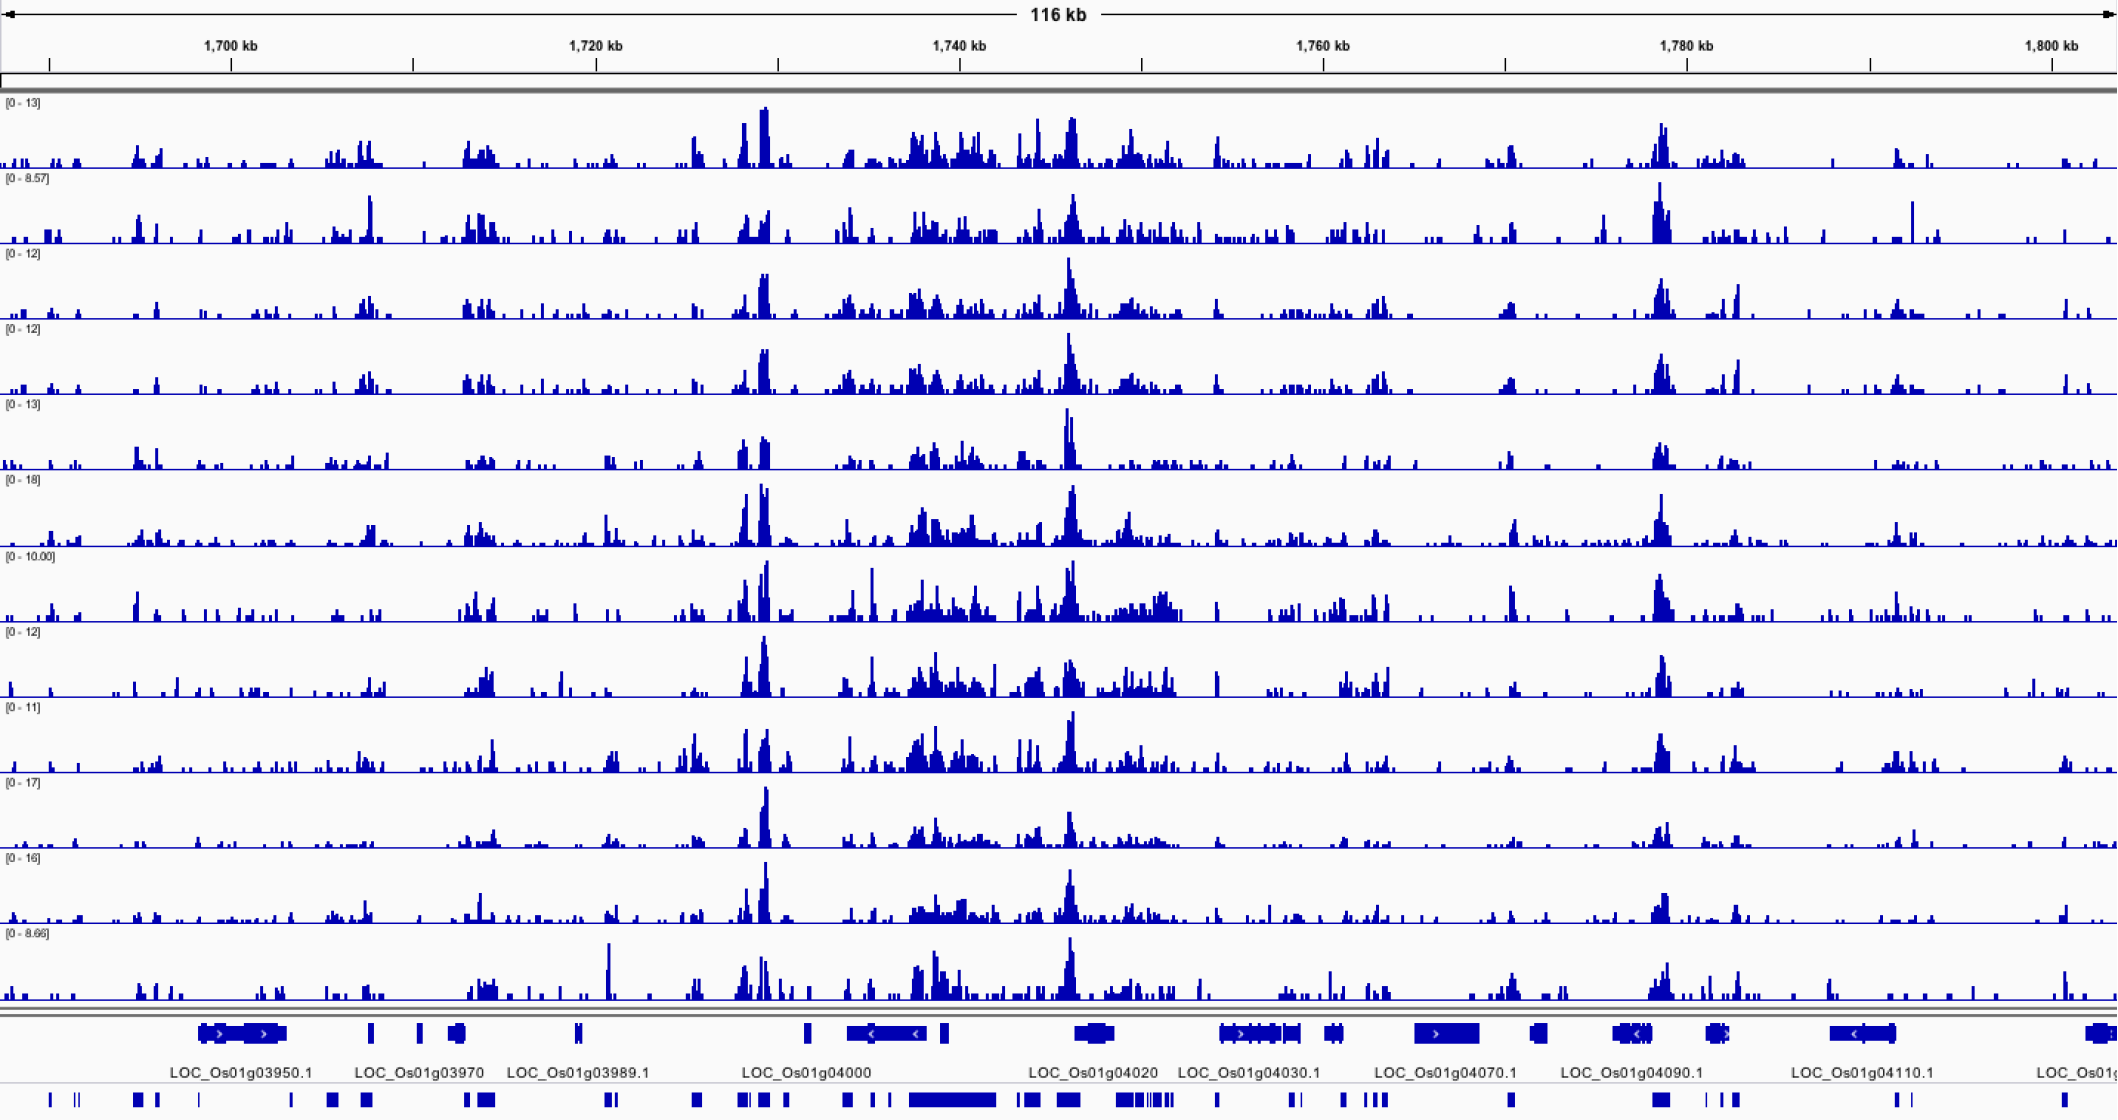 116 kb
1,700 kb 1,720 kb 1,740 kb 1,760 kb 1,780 kb 1,800 kb
[0 - 13]
[0 - 8.57]
[0 - 12]
[0 - 12]
[0 - 13]
[0 - 18]
[0 - 10.00]
[0 - 12]
[0 - 11]
[0 - 17]
[0 - 16]
[0 - 8.66]
LOC_Os01g03950.1 LOC_Os01g03970 LOC_Os01g03989.1 LOC_Os01g04000 LOC_Os01g04020 LOC_Os01g04030.1 LOC_Os01g04070.1 LOC_Os01g04090.1 LOC_Os01g04110.1 LOC_Os01g